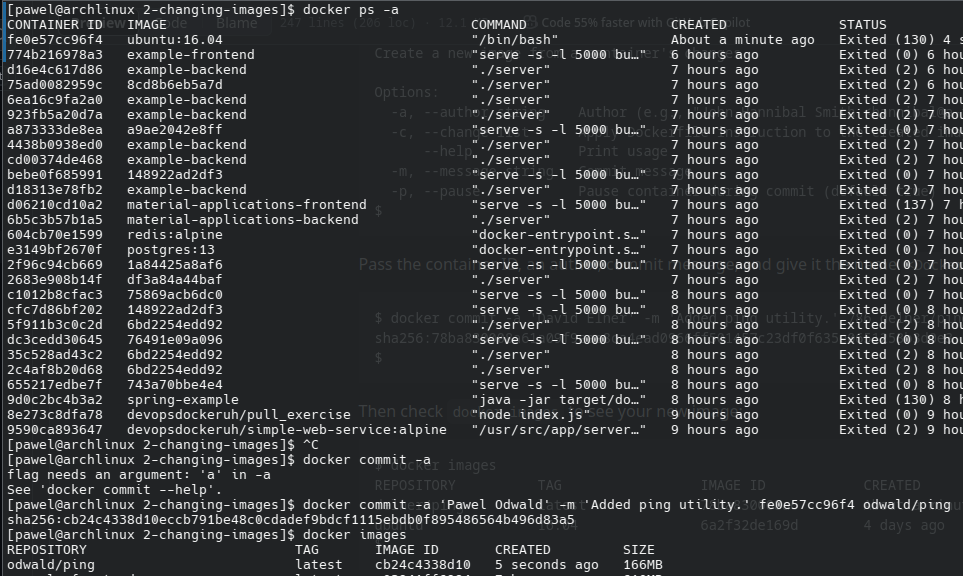 [pawel@archlinux 2-changing-images]$ docker ps -a
CONTAINER ID   IMAGE   COMMAND   CREATED   STATUS
fe0e57cc96f4   ubuntu:16.04   "/bin/bash"   About a minute ago   Exited (130) 4 s
774b216978a3   example-frontend   "serve -s -l 5000 bu…"   6 hours ago   Exited (0) 6 hou
d16e4c617d86   example-backend   "./server"   7 hours ago   Exited (2) 6 hou
75ad0082959c   8cd8b6eb5a7d   "./server"   7 hours ago   Exited (2) 6 hou
6ea16c9fa2a0   example-backend   "./server"   7 hours ago   Exited (2) 7 hou
923fb5a20d7a   example-backend   "./server"   7 hours ago   Exited (2) 7 hou
a873333de8ea   a9ae2042e8ff   "serve -s -l 5000 bu…"   7 hours ago   Exited (0) 7 hou
4438b0938ed0   example-backend   "./server"   7 hours ago   Exited (2) 7 hou
cd00374de468   example-backend   "./server"   7 hours ago   Exited (2) 7 hou
bebe0f685991   148922ad2df3   "serve -s -l 5000 bu…"   7 hours ago   Exited (0) 7 hou
d18313e78fb2   example-backend   "./server"   7 hours ago   Exited (2) 7 hou
d06210cd10a2   material-applications-frontend   "serve -s -l 5000 bu…"   7 hours ago   Exited (137) 7 h
6b5c3b57b1a5   material-applications-backend   "./server"   7 hours ago   Exited (2) 7 hou
604cb70e1599   redis:alpine   "docker-entrypoint.s…"   7 hours ago   Exited (0) 7 hou
e3149bf2670f   postgres:13   "docker-entrypoint.s…"   7 hours ago   Exited (0) 7 hou
2f96c94cb669   1a84425a8af6   "serve -s -l 5000 bu…"   7 hours ago   Exited (0) 7 hou
2683e908b14f   df3a84a44baf   "./server"   7 hours ago   Exited (2) 7 hou
c1012b8cfac3   75869acb6dc0   "serve -s -l 5000 bu…"   8 hours ago   Exited (0) 7 hou
cfc7d86bf202   148922ad2df3   "serve -s -l 5000 bu…"   8 hours ago   Exited (0) 7 hou
5f911b3c0c2d   6bd2254edd92   "./server"   8 hours ago   Exited (2) 8 hou
dc3cedd30645   76491e09a096   "serve -s -l 5000 bu…"   8 hours ago   Exited (0) 8 hou
35c528ad43c2   6bd2254edd92   "./server"   8 hours ago   Exited (2) 8 hou
2c4af8b20d68   6bd2254edd92   "./server"   8 hours ago   Exited (2) 8 hou
655217edbe7f   743a70bbe4e4   "serve -s -l 5000 bu…"   8 hours ago   Exited (0) 8 hou
9d0c2bc4b3a2   spring-example   "java -jar target/do…"   8 hours ago   Exited (130) 8 h
8e273c8dfa78   devopsdockeruh/pull_exercise   "node index.js"   9 hours ago   Exited (0) 9 hou
9590ca893647   devopsdockeruh/simple-web-service:alpine   "/usr/src/app/server…"   9 hours ago   Exited (2) 9 hou
[pawel@archlinux 2-changing-images]$ ^C
[pawel@archlinux 2-changing-images]$ docker commit -a
flag needs an argument: 'a' in -a
See 'docker commit --help'.
[pawel@archlinux 2-changing-images]$ docker commit -a 'Pawel Odwald' -m 'Added ping utility.' fe0e57cc96f4 odwald/ping
sha256:cb24c4338d10eccb791be48c0cdadef9bdcf1115ebdb0f895486564b496d83a5
[pawel@archlinux 2-changing-images]$ docker images
REPOSITORY   TAG   IMAGE ID   CREATED   SIZE
odwald/ping   latest   cb24c4338d10   5 seconds ago   166MB